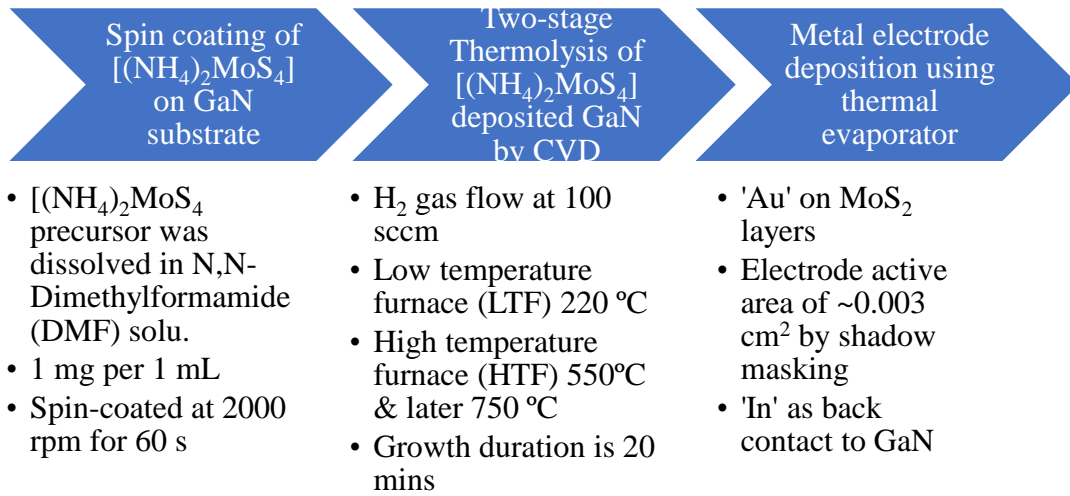 Spin coating of
[(NH₄)₂MoS₄]
on GaN
substrate
Two-stage
Thermolysis of
[(NH₄)₂MoS₄]
deposited GaN
by CVD
Metal electrode
deposition using
thermal
evaporator
• [(NH₄)₂MoS₄
precursor was
dissolved in N,N-
Dimethylformamide
(DMF) solu.
• 1 mg per 1 mL
• Spin-coated at 2000
rpm for 60 s
• H₂ gas flow at 100
sccm
• Low temperature
furnace (LTF) 220 ºC
• High temperature
furnace (HTF) 550ºC
& later 750 ºC
• Growth duration is 20
mins
• 'Au' on MoS₂
layers
• Electrode active
area of ~0.003
cm² by shadow
masking
• 'In' as back
contact to GaN